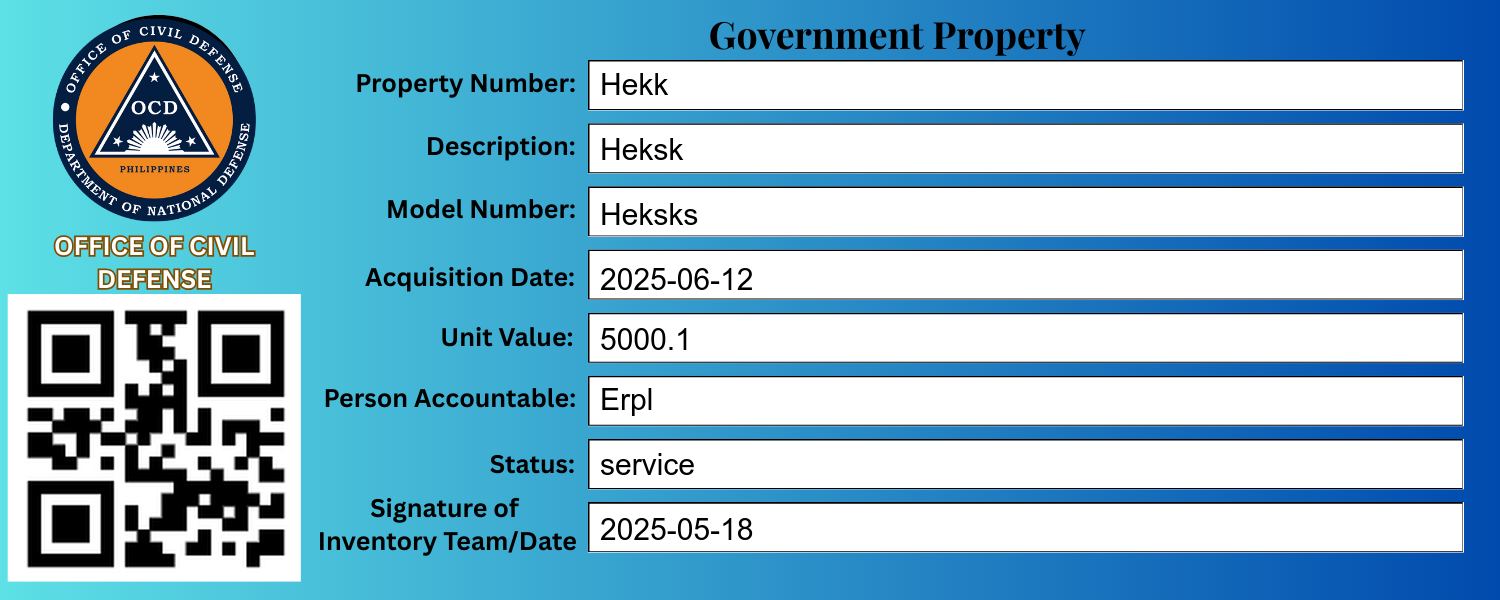 OFFICE OF CIVIL DEFENSE
OCD
PHILIPPINES
DEPARTMENT OF NATIONAL DEFENSE
OFFICE OF CIVIL
DEFENSE
Government Property
Property Number: Hekk
Description: Heksk
Model Number: Heksks
Acquisition Date: 2025-06-12
Unit Value: 5000.1
Person Accountable: Erpl
Status: service
Signature of
Inventory Team/Date 2025-05-18